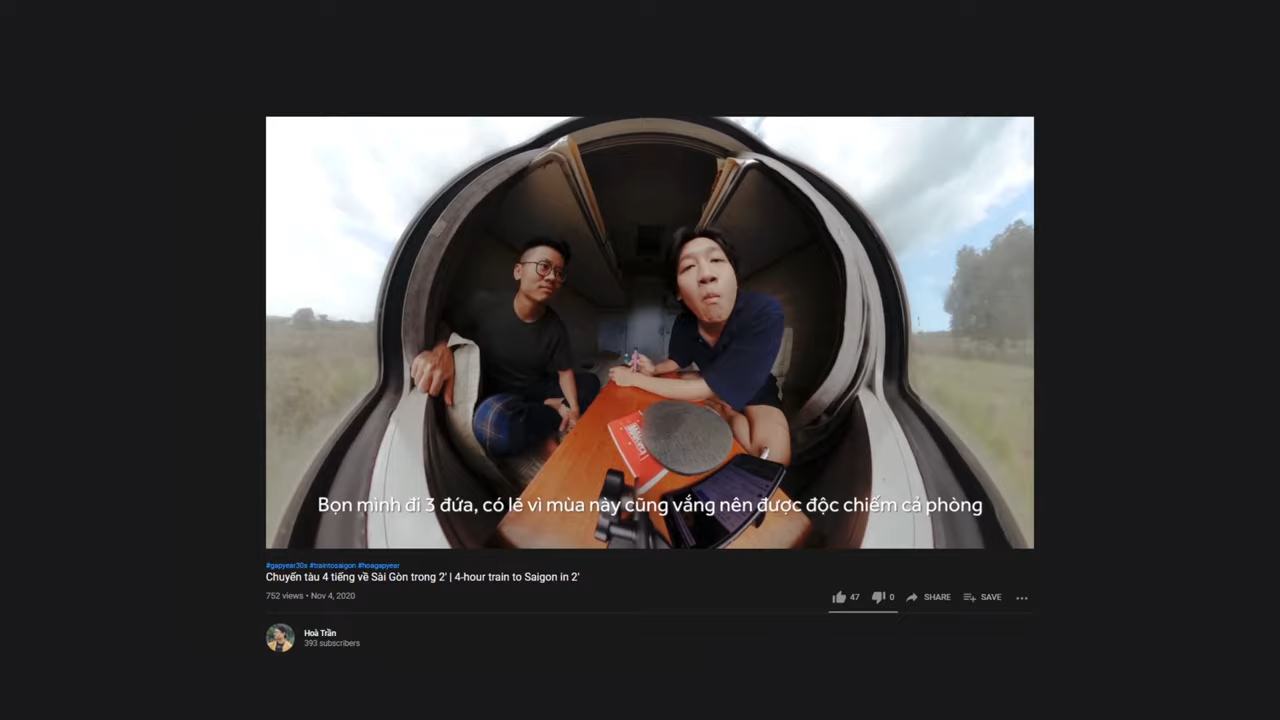 Bọn mình đi 3 đứa, có lẽ vì mùa này cũng vắng nên được độc chiếm cả phòng
#gapyear30s #traintosaigon #hoagapyear
Chuyến tàu 4 tiếng về Sài Gòn trong 2' | 4-hour train to Saigon in 2'
752 views • Nov 4, 2020
47 0 SHARE SAVE
Hoà Trần
393 subscribers